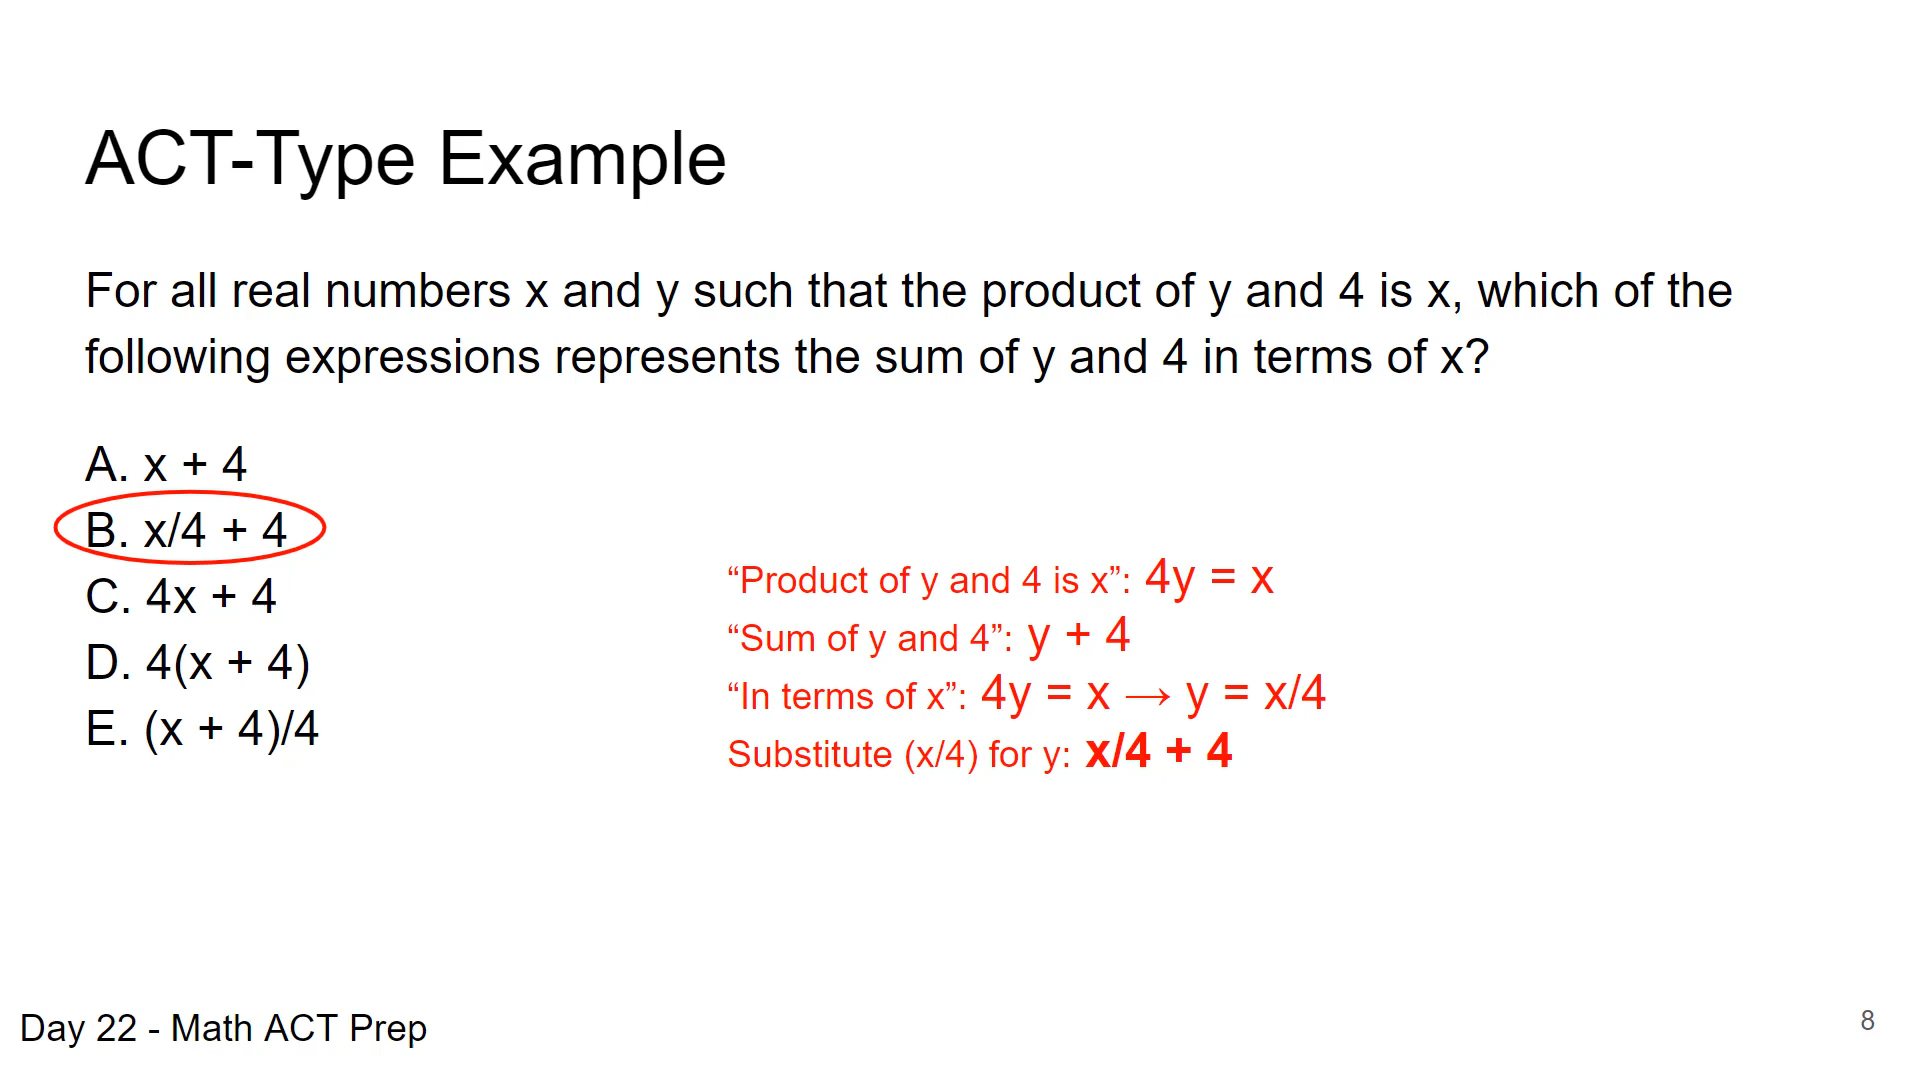 ACT-Type Example
For all real numbers x and y such that the product of y and 4 is x, which of the
following expressions represents the sum of y and 4 in terms of x?
A. x + 4
B. x/4 + 4
C. 4x + 4
D. 4(x + 4)
E. (x + 4)/4
“Product of y and 4 is x”: 4y = x
“Sum of y and 4”: y + 4
“In terms of x”: 4y = x → y = x/4
Substitute (x/4) for y: x/4 + 4
Day 22 - Math ACT Prep
8